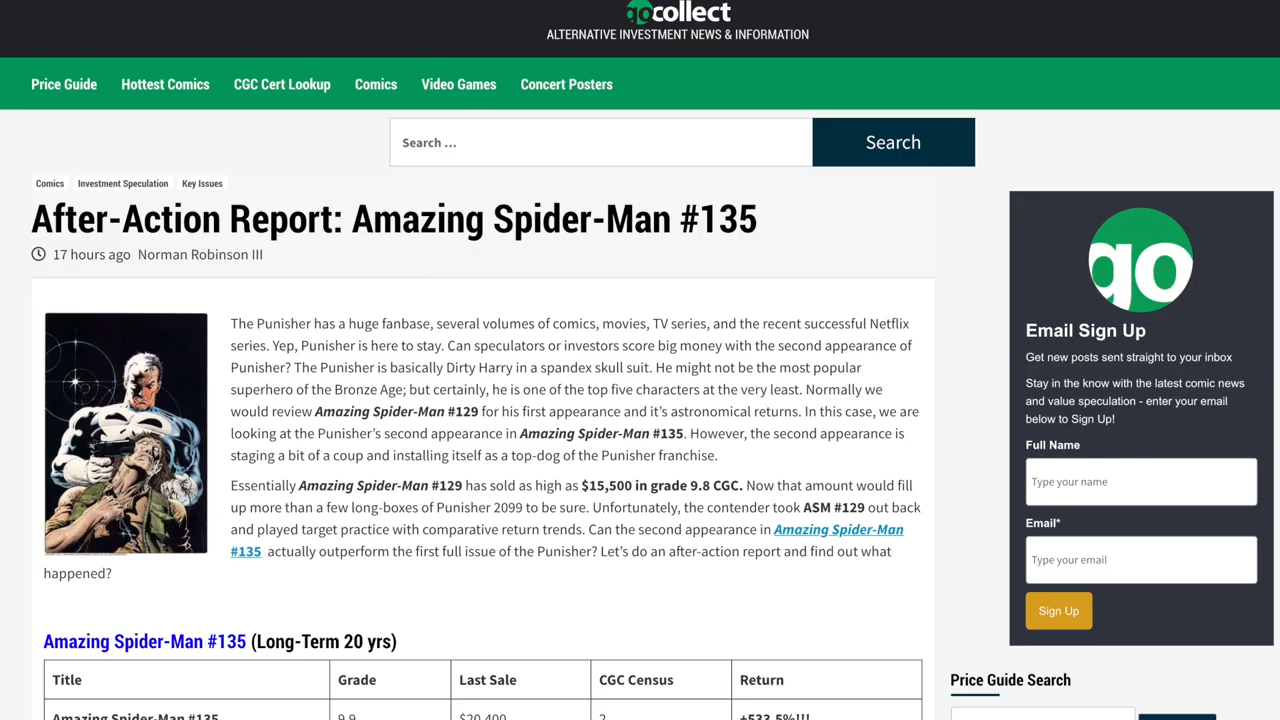 gocollect
ALTERNATIVE INVESTMENT NEWS & INFORMATION
Price Guide Hottest Comics CGC Cert Lookup Comics Video Games Concert Posters
Search ... Search
Comics Investment Speculation Key Issues
After-Action Report: Amazing Spider-Man #135
17 hours ago Norman Robinson III
The Punisher has a huge fanbase, several volumes of comics, movies, TV series, and the recent successful Netflix
series. Yep, Punisher is here to stay. Can speculators or investors score big money with the second appearance of
Punisher? The Punisher is basically Dirty Harry in a spandex skull suit. He might not be the most popular
superhero of the Bronze Age; but certainly, he is one of the top five characters at the very least. Normally we
would review Amazing Spider-Man #129 for his first appearance and it's astronomical returns. In this case, we are
looking at the Punisher's second appearance in Amazing Spider-Man #135. However, the second appearance is
staging a bit of a coup and installing itself as a top-dog of the Punisher franchise.
Essentially Amazing Spider-Man #129 has sold as high as $15,500 in grade 9.8 CGC. Now that amount would fill
up more than a few long-boxes of Punisher 2099 to be sure. Unfortunately, the contender took ASM #129 out back
and played target practice with comparative return trends. Can the second appearance in Amazing Spider-Man
#135 actually outperform the first full issue of the Punisher? Let's do an after-action report and find out what
happened?
Amazing Spider-Man #135 (Long-Term 20 yrs)
Title Grade Last Sale CGC Census Return
Amazing Spider-Man #135 9.9 $20,400 2 +533.5%!!!
go
Email Sign Up
Get new posts sent straight to your inbox
Stay in the know with the latest comic news
and value speculation - enter your email
below to Sign Up!
Full Name
Type your name
Email*
Type your email
Sign Up
Price Guide Search